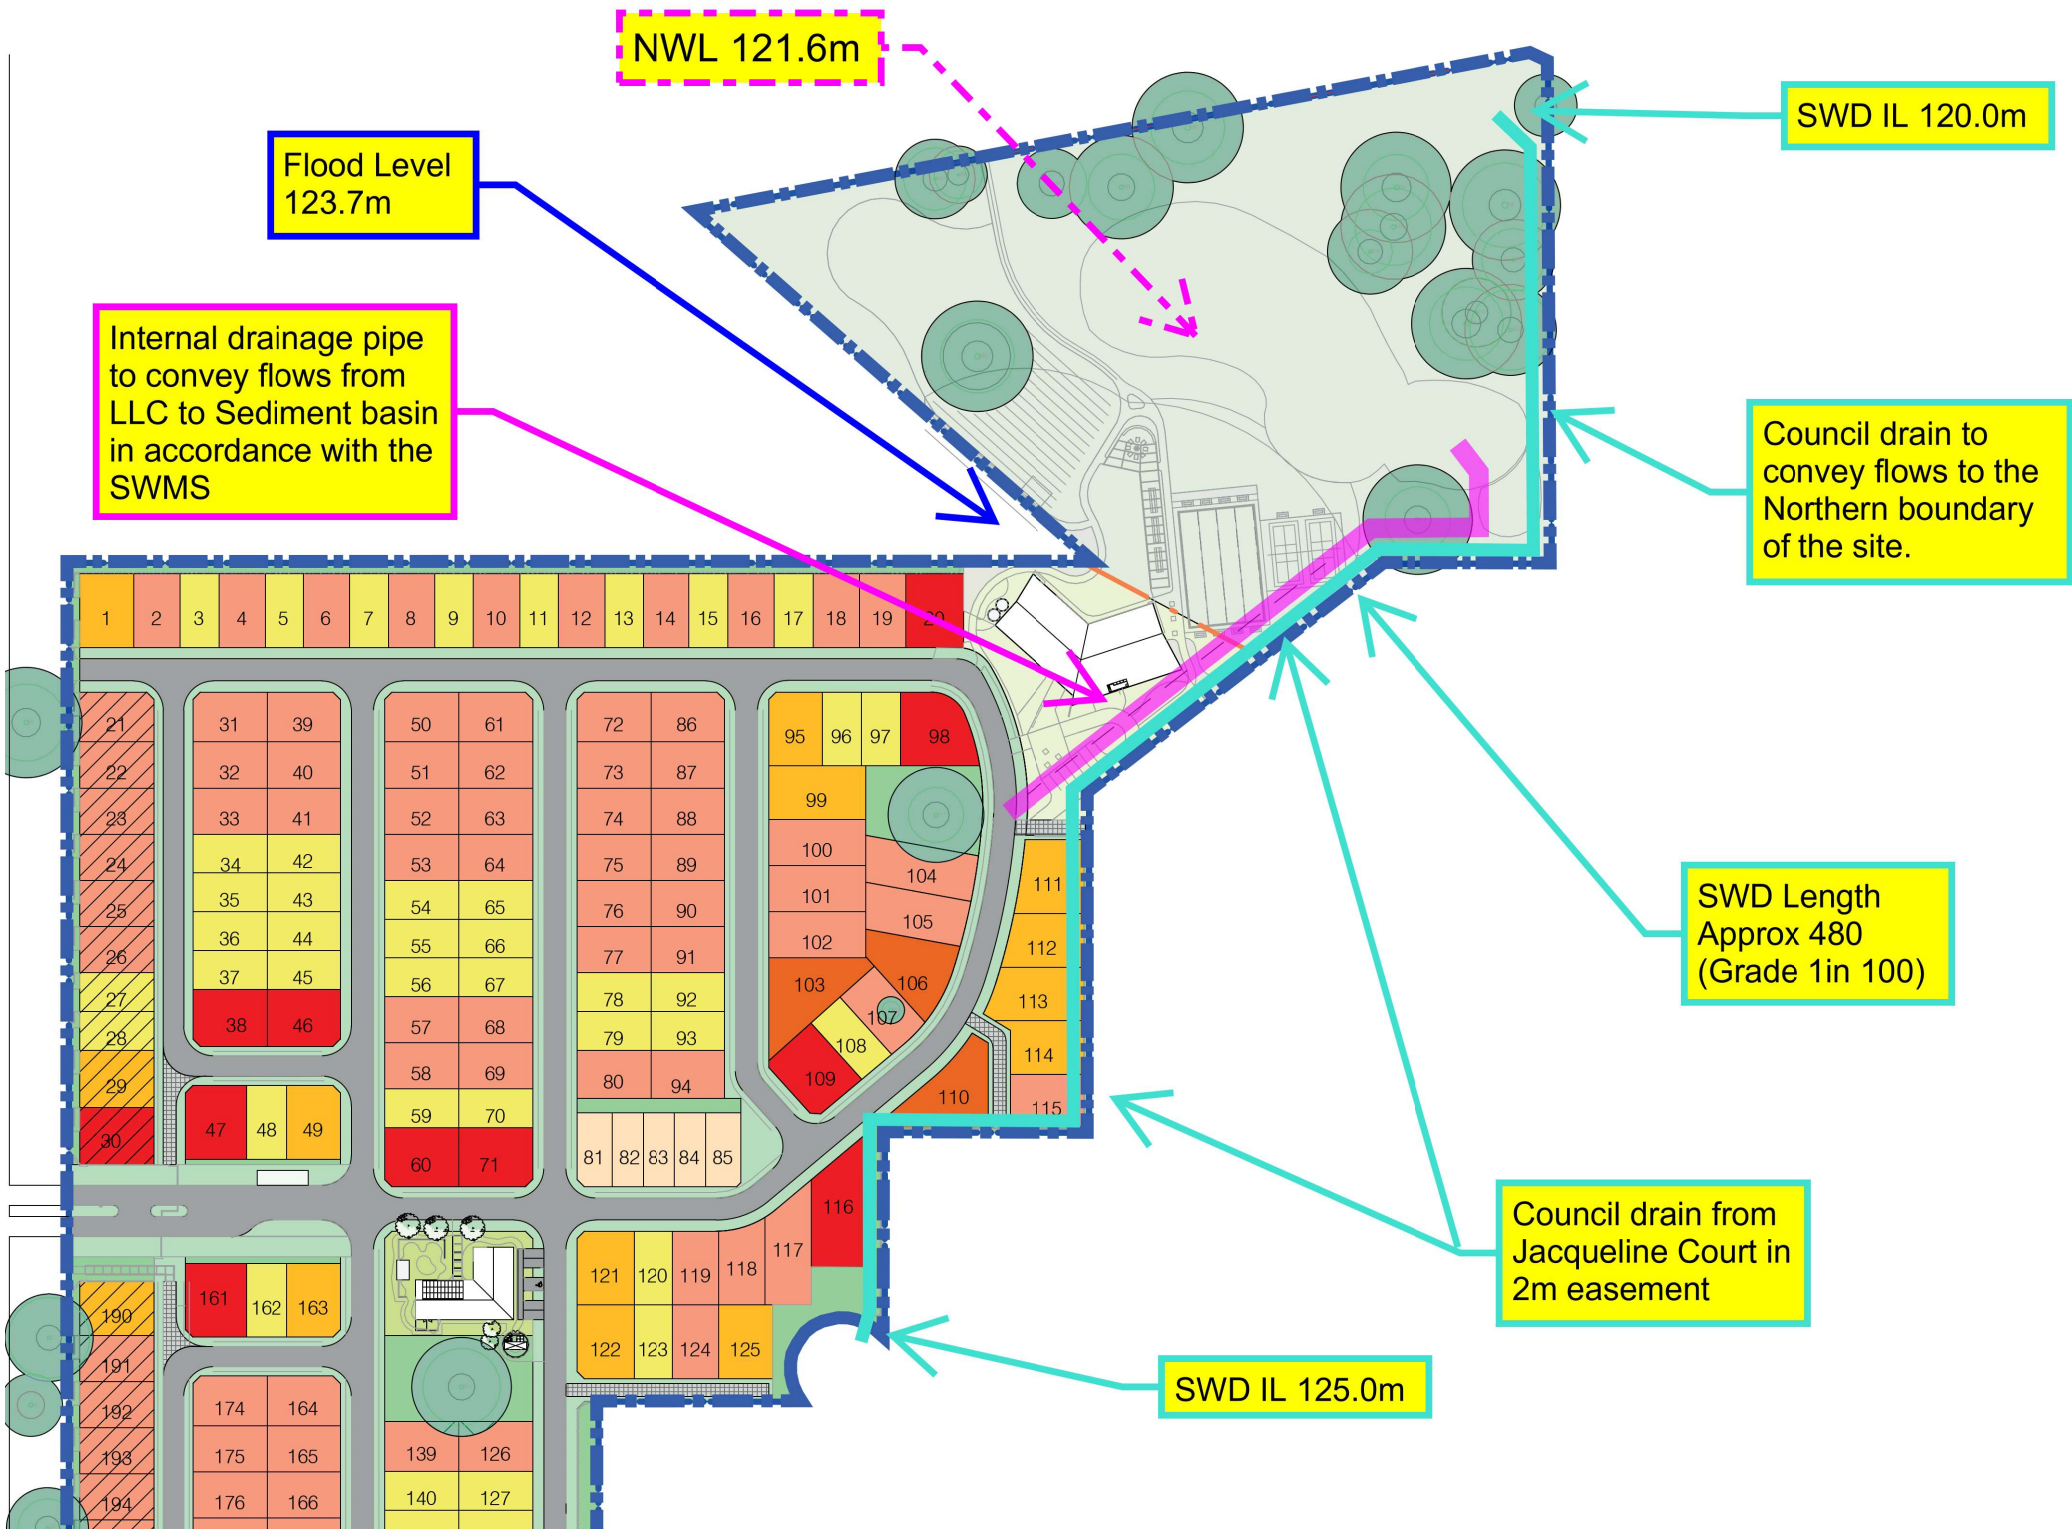 NWL 121.6m
SWD IL 120.0m
Flood Level
123.7m
Internal drainage pipe
to convey flows from
LLC to Sediment basin
in accordance with the
SWMS
Council drain to
convey flows to the
Northern boundary
of the site.
1 2 3 4 5 6 7 8 9 10 11 12 13 14 15 16 17 18 19 20
21 31 39 50 61 72 86 95 96 97 98
22 32 40 51 62 73 87
23 33 41 52 63 74 88 99
24 34 42 53 64 75 89 100 104 111
25 35 43 54 65 76 90 101 105
26 36 44 55 66 77 91 102 112
27 37 45 56 67 78 92 103 106 113
28 38 46 57 68 79 93 108 107 114
29 58 69 80 94 109 110 115
30 47 48 49 59 70
60 71 81 82 83 84 85
SWD Length
Approx 480
(Grade 1in 100)
Council drain from
Jacqueline Court in
2m easement
116
117
121 120 119 118
161 162 163
190
122 123 124 125
191
SWD IL 125.0m
192 174 164
193 175 165 139 126
194 176 166 140 127